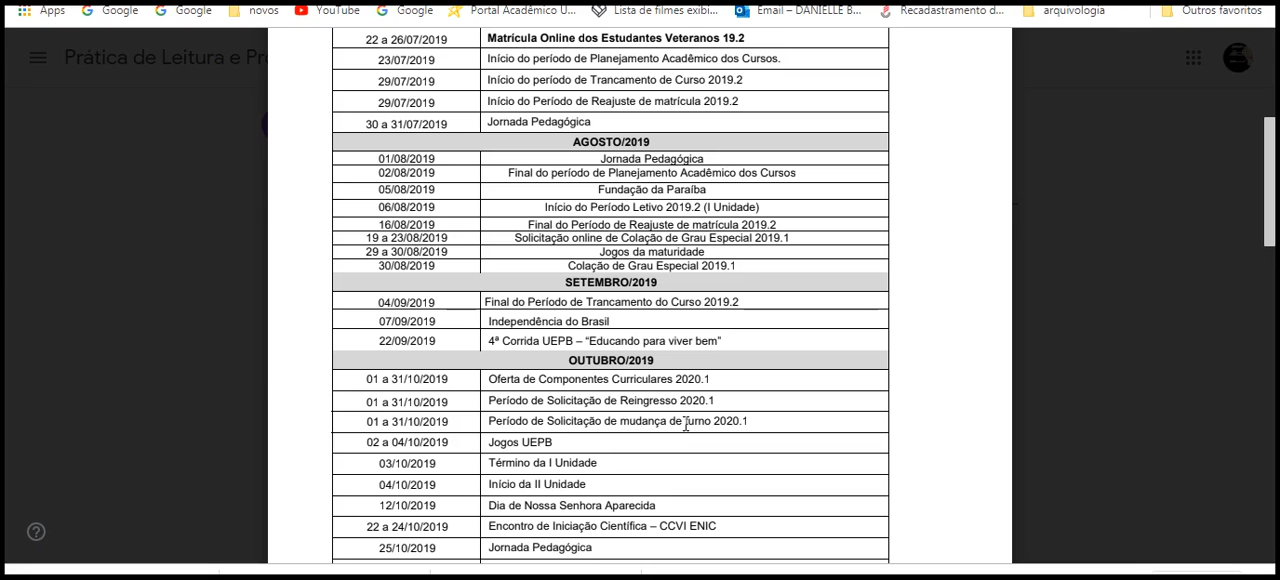 Apps Google Google novos YouTube Google Portal Acadêmico U... Lista de filmes exibi... Email – DANIELLE B... Recadastramento d... arquivologia Outros favoritos
Prática de Leitura e Pr
22 a 26/07/2019 Matrícula Online dos Estudantes Veteranos 19.2
23/07/2019 Início do período de Planejamento Acadêmico dos Cursos.
29/07/2019 Início do período de Trancamento de Curso 2019.2
29/07/2019 Início do Período de Reajuste de matrícula 2019.2
30 a 31/07/2019 Jornada Pedagógica
AGOSTO/2019
01/08/2019 Jornada Pedagógica
02/08/2019 Final do período de Planejamento Acadêmico dos Cursos
05/08/2019 Fundação da Paraíba
06/08/2019 Início do Período Letivo 2019.2 (I Unidade)
16/08/2019 Final do Período de Reajuste de matrícula 2019.2
19 a 23/08/2019 Solicitação online de Colação de Grau Especial 2019.1
29 a 30/08/2019 Jogos da maturidade
30/08/2019 Colação de Grau Especial 2019.1
SETEMBRO/2019
04/09/2019 Final do Período de Trancamento do Curso 2019.2
07/09/2019 Independência do Brasil
22/09/2019 4ª Corrida UEPB – “Educando para viver bem”
OUTUBRO/2019
01 a 31/10/2019 Oferta de Componentes Curriculares 2020.1
01 a 31/10/2019 Período de Solicitação de Reingresso 2020.1
01 a 31/10/2019 Período de Solicitação de mudança de turno 2020.1
02 a 04/10/2019 Jogos UEPB
03/10/2019 Término da I Unidade
04/10/2019 Início da II Unidade
12/10/2019 Dia de Nossa Senhora Aparecida
22 a 24/10/2019 Encontro de Iniciação Científica – CCVI ENIC
25/10/2019 Jornada Pedagógica